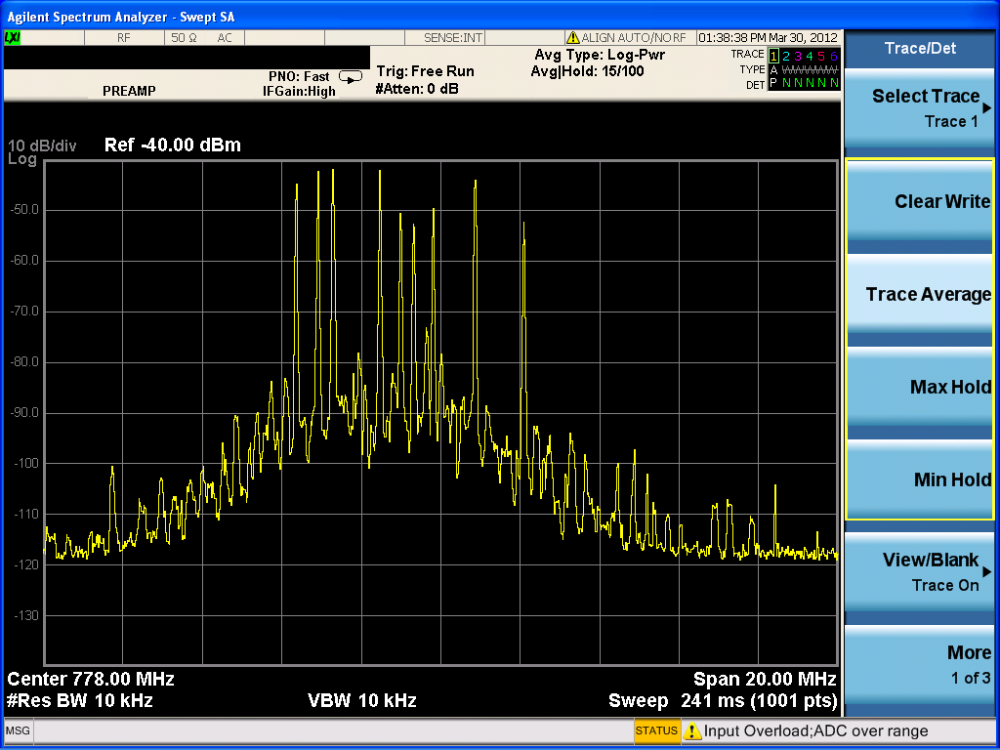 Agilent Spectrum Analyzer - Swept SA
LXI RF 50 Ω AC SENSE:INT ALIGN AUTO/NO RF 01:38:38 PM Mar 30, 2012
Trace/Det
PREAMP
PNO: Fast
IFGain:High
Trig: Free Run
#Atten: 0 dB
Avg Type: Log-Pwr
Avg|Hold: 15/100
TRACE 1 2 3 4 5 6
TYPE A WWWWWW
DET P N N N N N
10 dB/div
Log
Ref -40.00 dBm
-50.0
-60.0
-70.0
-80.0
-90.0
-100
-110
-120
-130
Center 778.00 MHz
#Res BW 10 kHz
VBW 10 kHz
Span 20.00 MHz
Sweep 241 ms (1001 pts)
Select Trace
Trace 1
Clear Write
Trace Average
Max Hold
Min Hold
View/Blank
Trace On
More
1 of 3
MSG
STATUS
Input Overload;ADC over range